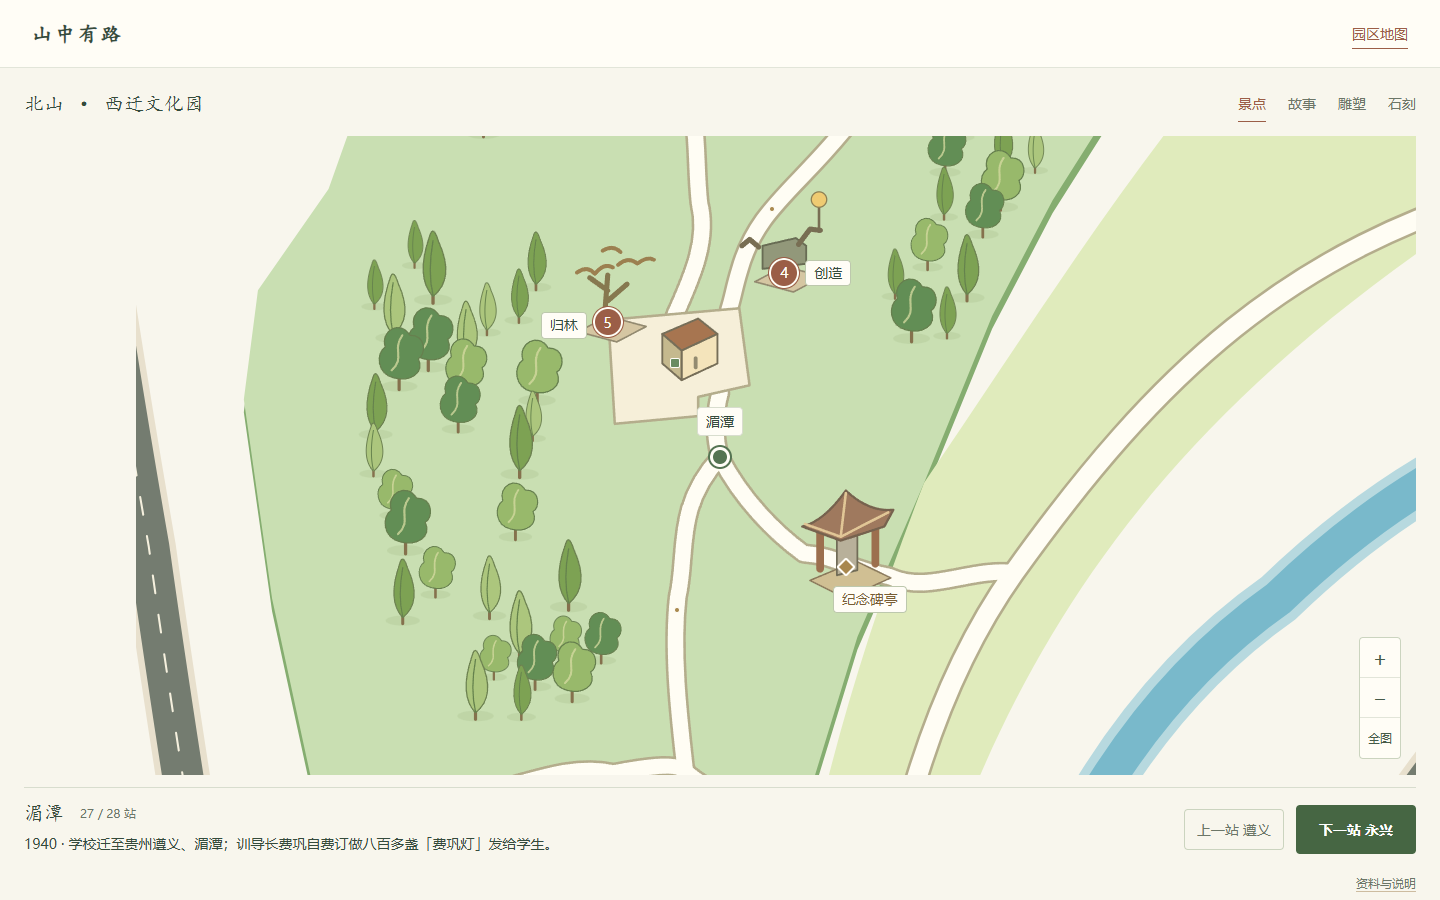 山中有路
园区地图
北山 • 西迁文化园
景点 故事 雕塑 石刻
4 创造
归林 5
湄潭
纪念碑亭
+
−
全图
湄潭 27 / 28 站
1940 · 学校迁至贵州遵义、湄潭；训导长费巩自费订做八百多盏「费巩灯」发给学生。
上一站 遵义
下一站 永兴
资料与说明